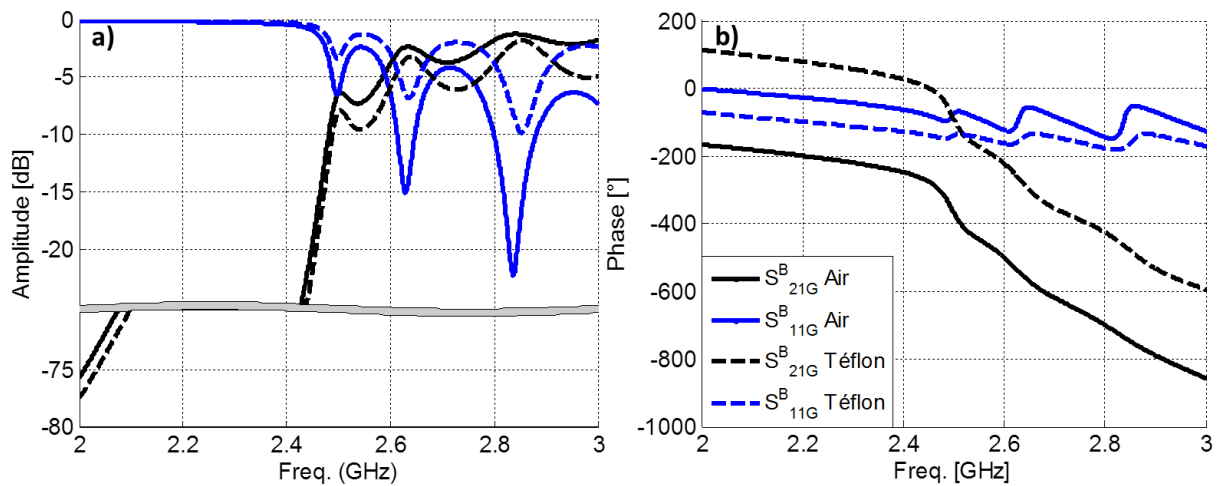 a)
0
-5
-10
-15
-20
-75
-80
Amplitude [dB]
2
2.2
2.4
2.6
2.8
3
Freq. (GHz)
b)
200
0
-200
-400
-600
-800
-1000
Phase [°]
S^B_21G Air
S^B_11G Air
S^B_21G Téflon
S^B_11G Téflon
2
2.2
2.4
2.6
2.8
3
Freq. [GHz]